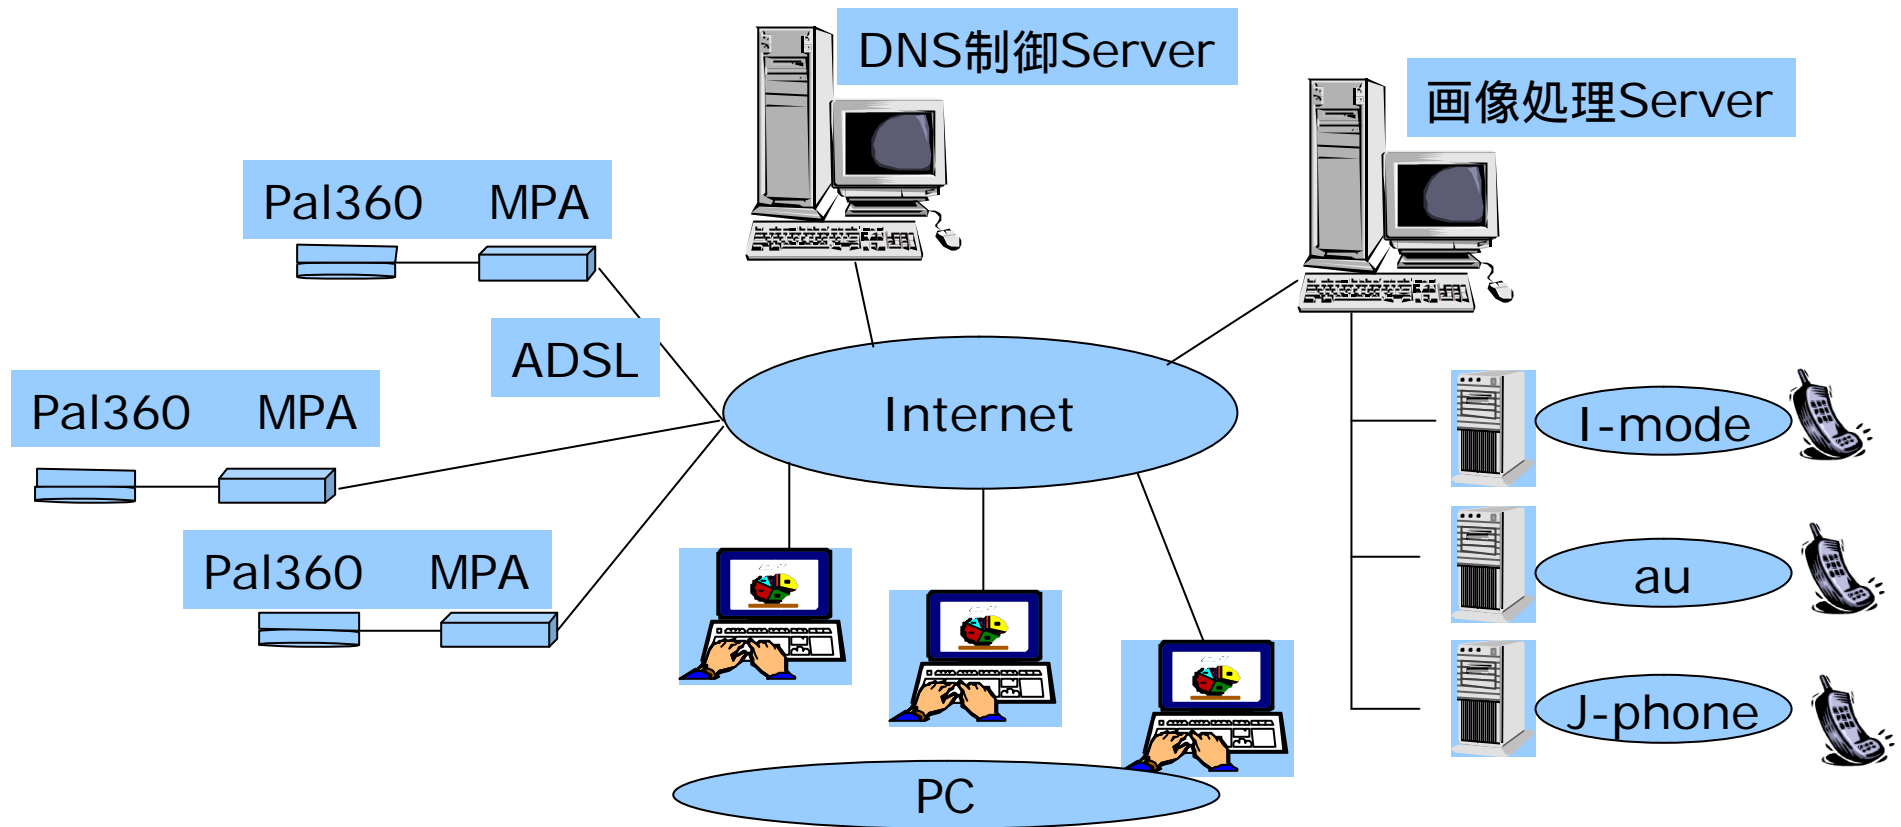 DNS制御Server
画像処理Server
Pal360 MPA
ADSL
Pal360 MPA
Internet
I-mode
Pal360 MPA
au
J-phone
PC